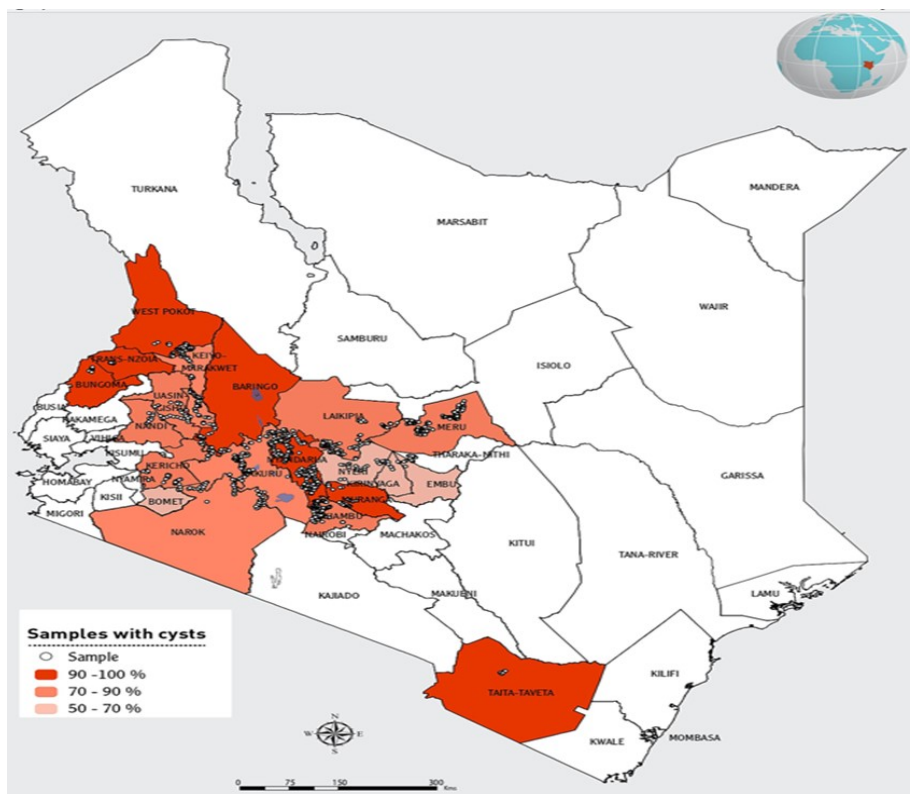 TURKANA
MANDERA
MARSABIT
WAJIR
WEST POKOT
SAMBURU
ISIOLO
TRANS-NZOIA
KEIYO-
MARAKWET
BUNGOMA
BARINGO
UASIN
GISHU
BUSIA
KAKAMEGA
LAIKIPIA
MERU
NANDI
SIAYA
VIHIGA
KISUMU
NYANDARUA
THARAKA-NITHI
KERICHO
NYERI
GARISSA
HOMABAY
NYAMIRA
NAKURU
KIRINYAGA
EMBU
KISII
BOMET
MURANGA
MIGORI
KIAMBU
NAROK
NAIROBI
MACHAKOS
KITUI
TANA-RIVER
KAJIADO
MAKUENI
LAMU
Samples with cysts
Sample
90 -100 %
70 - 90 %
50 - 70 %
KILIFI
TAITA-TAVETA
KWALE
MOMBASA
N
W
E
S
0 75 150 300
Kms